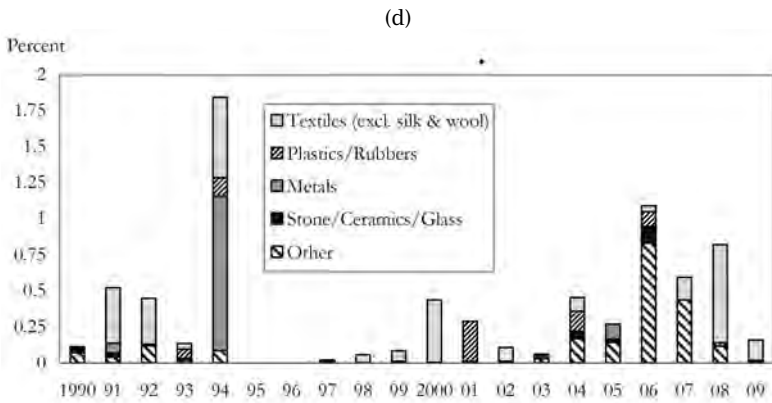 (d)
Percent
2
1.75
1.5
1.25
1
0.75
0.5
0.25
0
Textiles (excl. silk & wool)
Plastics/Rubbers
Metals
Stone/Ceramics/Glass
Other
1990 91 92 93 94 95 96 97 98 99 2000 01 02 03 04 05 06 07 08 09